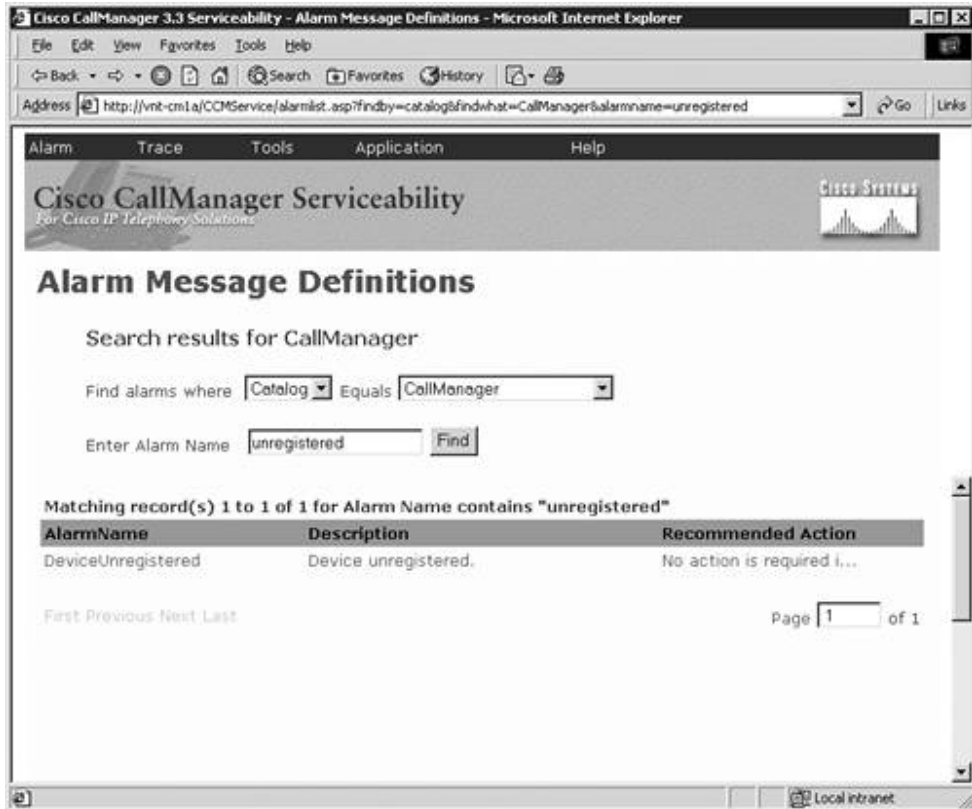 Cisco CallManager 3.3 Serviceability - Alarm Message Definitions - Microsoft Internet Explorer
File Edit View Favorites Tools Help
Back Search Favorites History
Address http://vnt-cm1a/CCMService/alarmlist.asp?findby=catalog&findwhat=CallManager&alarmname=unregistered Go Links
Alarm Trace Tools Application Help
Cisco CallManager Serviceability
For Cisco IP Telephony Solutions
Cisco Systems
Alarm Message Definitions
Search results for CallManager
Find alarms where Catalog Equals CallManager
Enter Alarm Name unregistered Find
Matching record(s) 1 to 1 of 1 for Alarm Name contains "unregistered"
AlarmName Description Recommended Action
DeviceUnregistered Device unregistered. No action is required i...
First Previous Next Last Page 1 of 1
Local intranet